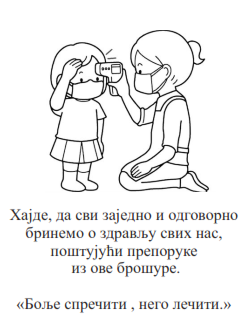 Хајде, да сви заједно и одговорно
бринемо о здрављу свих нас,
поштујући препоруке
из ове брошуре.
«Боље спречити , него лечити.»